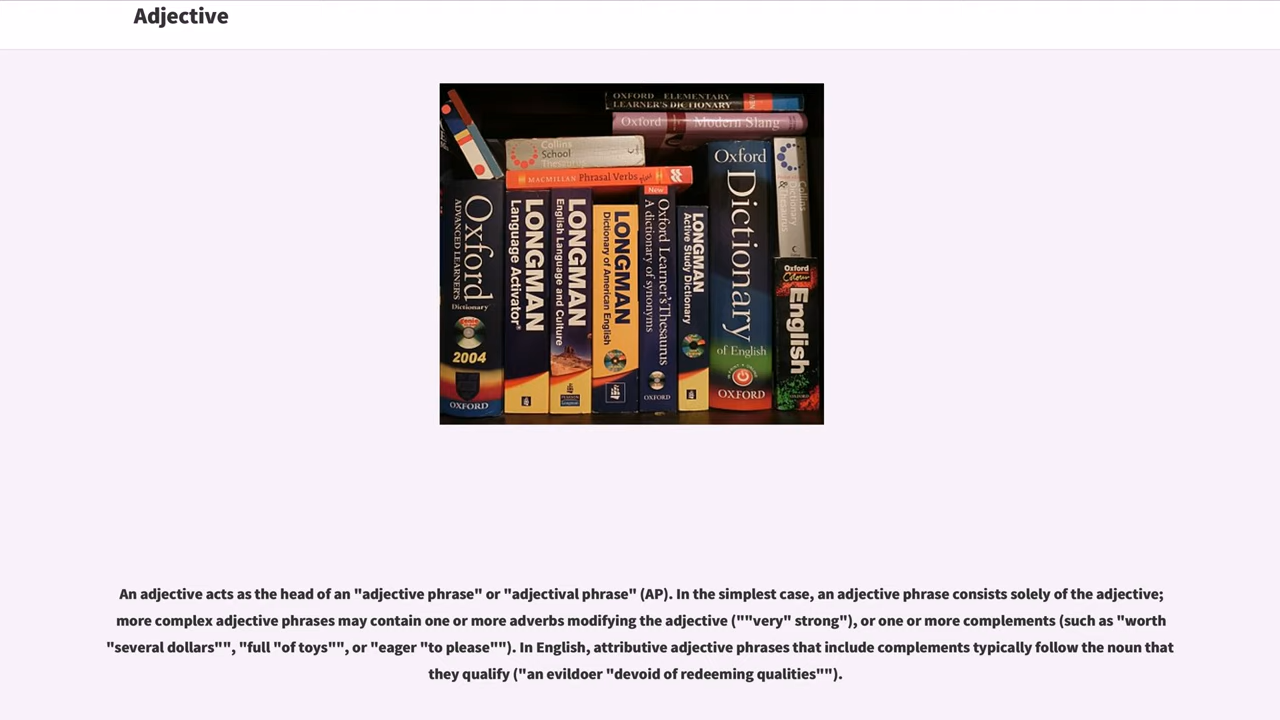 Adjective
OXFORD ELEMENTARY
LEARNER'S DICTIONARY
Oxford Modern Slang
Collins
School
Thesaurus
MACMILLAN Phrasal Verbs Plus
New
Oxford
ADVANCED LEARNER'S
Dictionary
2004
OXFORD
LONGMAN
Language Activator®
LONGMAN
English Language and Culture
LONGMAN
Dictionary of American English
Oxford Learner's Thesaurus
A dictionary of synonyms
OXFORD
LONGMAN
Active Study Dictionary
Oxford
Dictionary
of English
OXFORD
Collins
Dictionary
& Thesaurus
Oxford
Colour
English
OXFORD
An adjective acts as the head of an "adjective phrase" or "adjectival phrase" (AP). In the simplest case, an adjective phrase consists solely of the adjective;
more complex adjective phrases may contain one or more adverbs modifying the adjective (""very" strong"), or one or more complements (such as "worth
"several dollars"", "full "of toys"", or "eager "to please""). In English, attributive adjective phrases that include complements typically follow the noun that
they qualify ("an evildoer "devoid of redeeming qualities"").